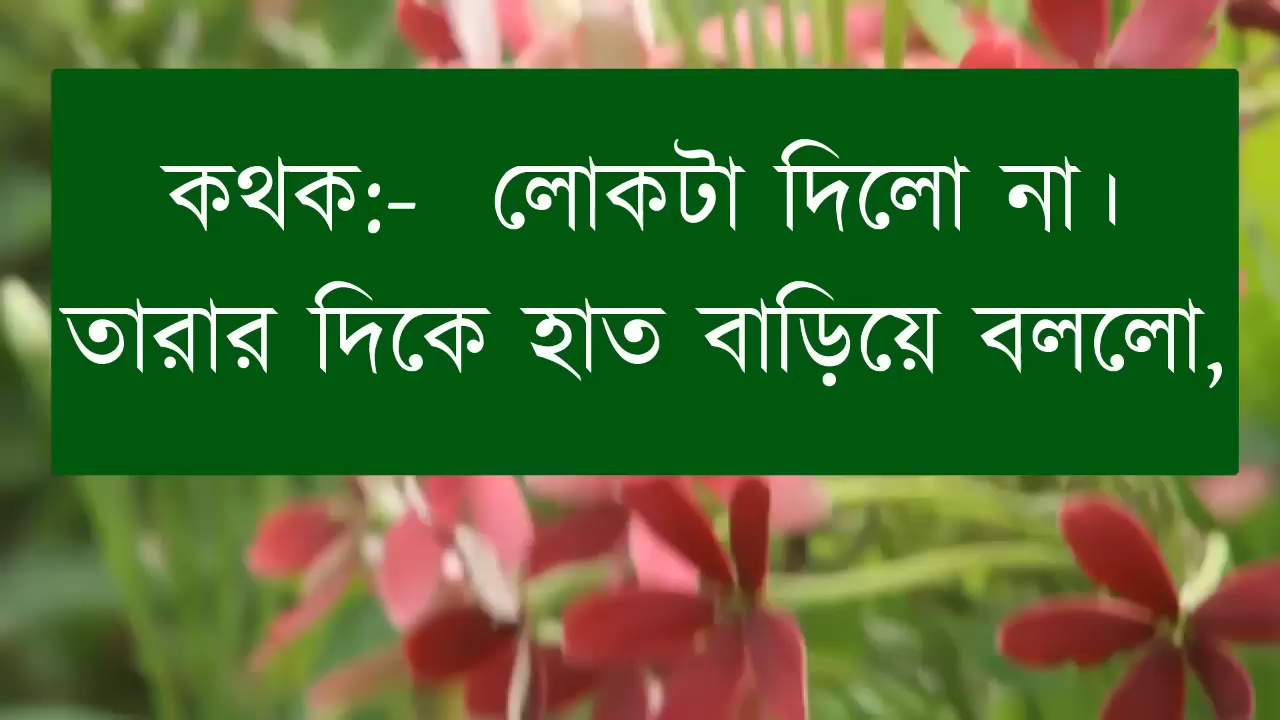 কথক:- লোকটা দিলো না।
তারার দিকে হাত বাড়িয়ে বললো,